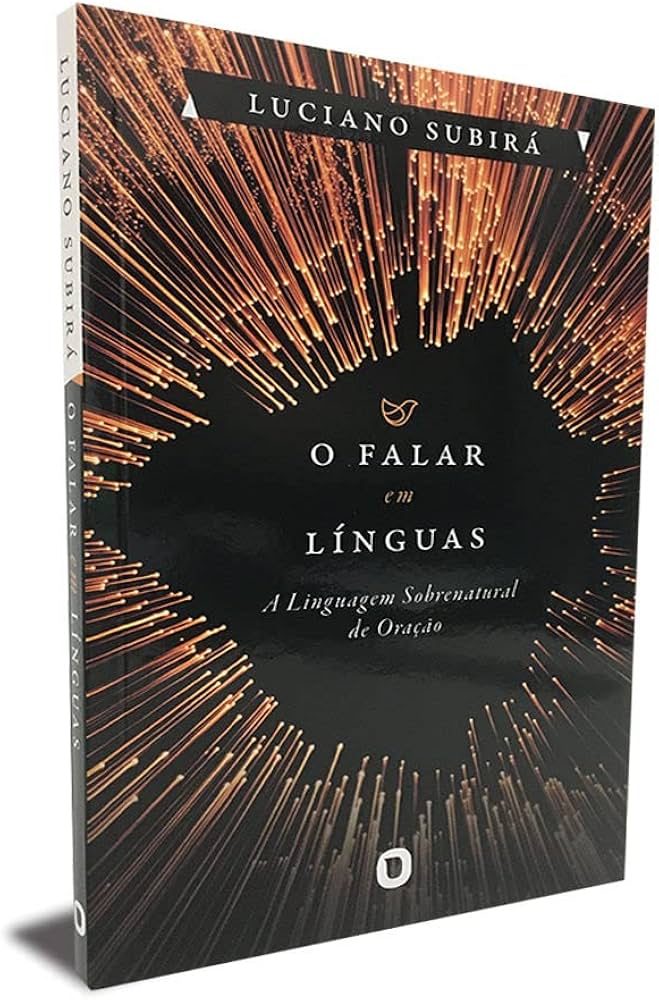 LUCIANO SUBIRÁ
O FALAR
em
LÍNGUAS
A Linguagem Sobrenatural
de Oração
LUCIANO SUBIRÁ
O FALAR em LÍNGUAS